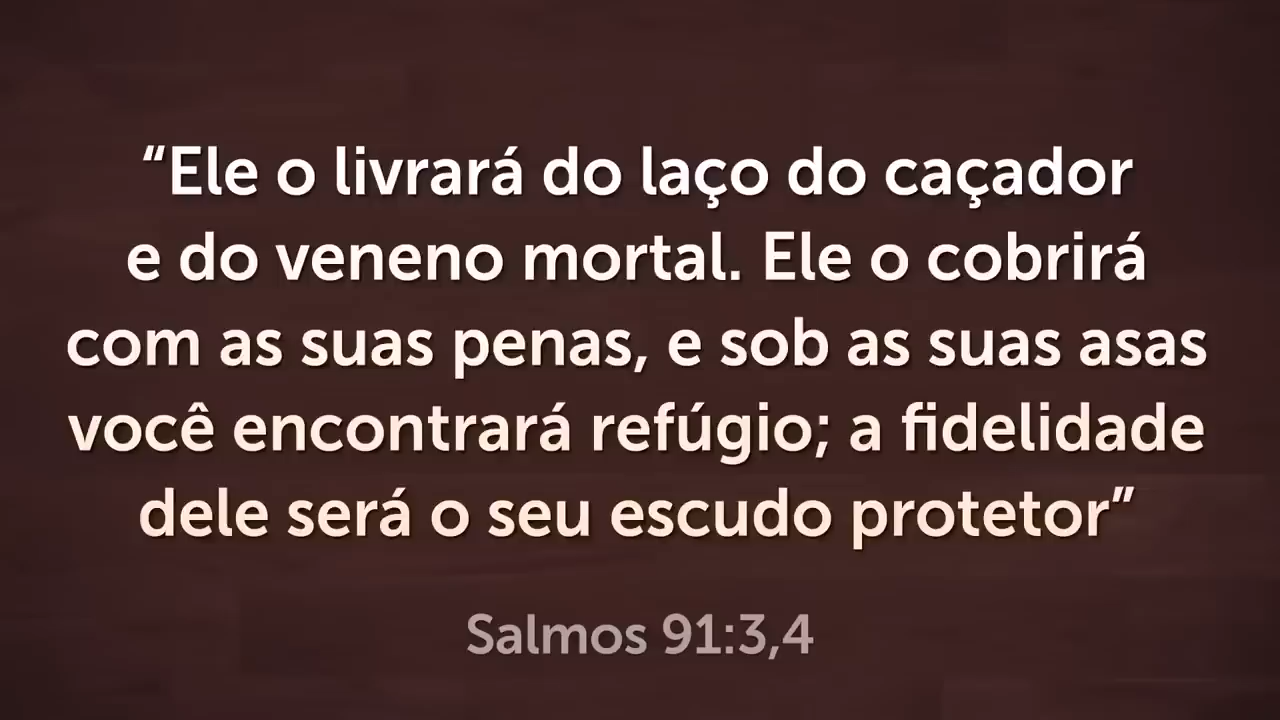 “Ele o livrará do laço do caçador
e do veneno mortal. Ele o cobrirá
com as suas penas, e sob as suas asas
você encontrará refúgio; a fidelidade
dele será o seu escudo protetor”
Salmos 91:3,4